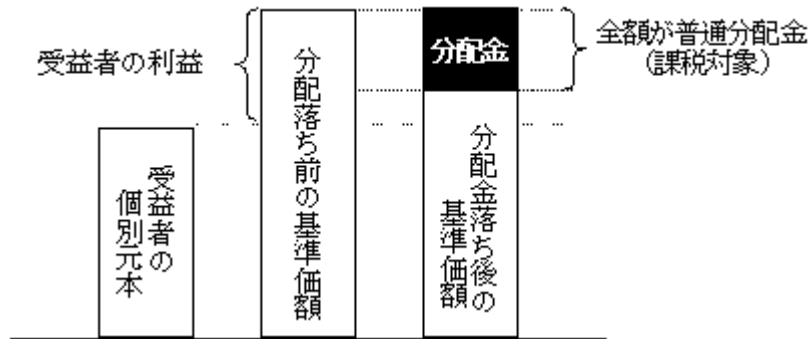 受益者の利益
受益者の
個別元本
分配落ち前の基準価額
分配金
分配金落ち後の
基準価額
全額が普通分配金
(課税対象)